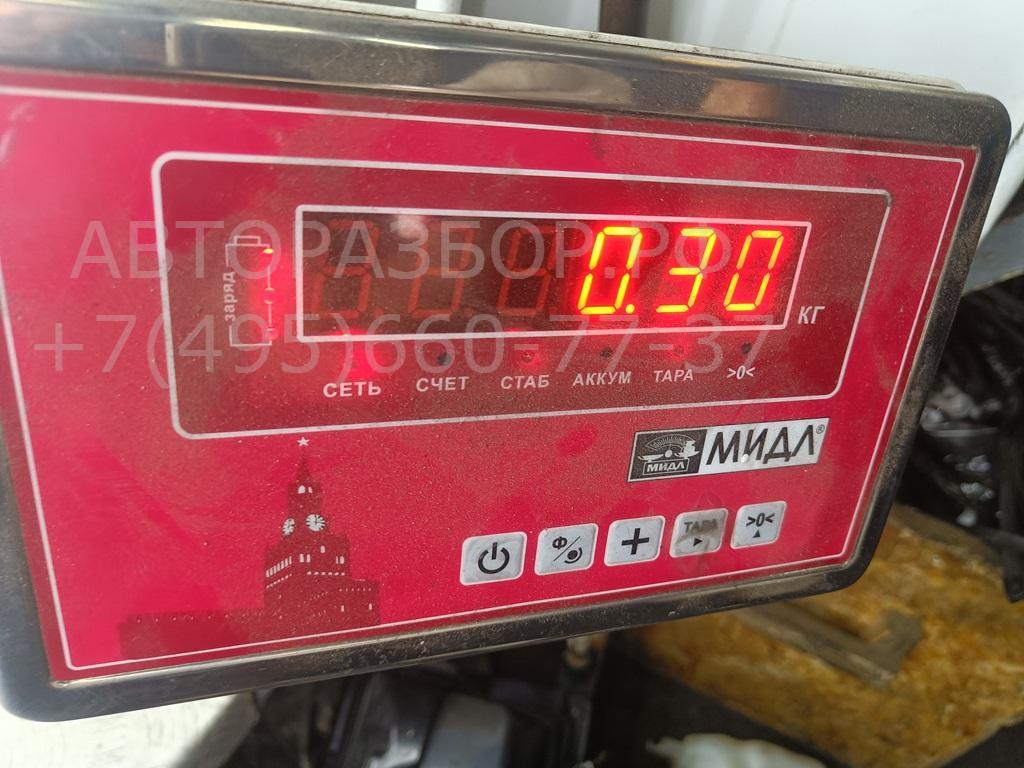 АВТОРАЗБОР.РФ
+7(495)660-77-37
заряд
0.30
КГ
СЕТЬ СЧЕТ СТАБ АККУМ ТАРА >0<
МИДЛ МИДЛ®
Ф ТАРА >0<